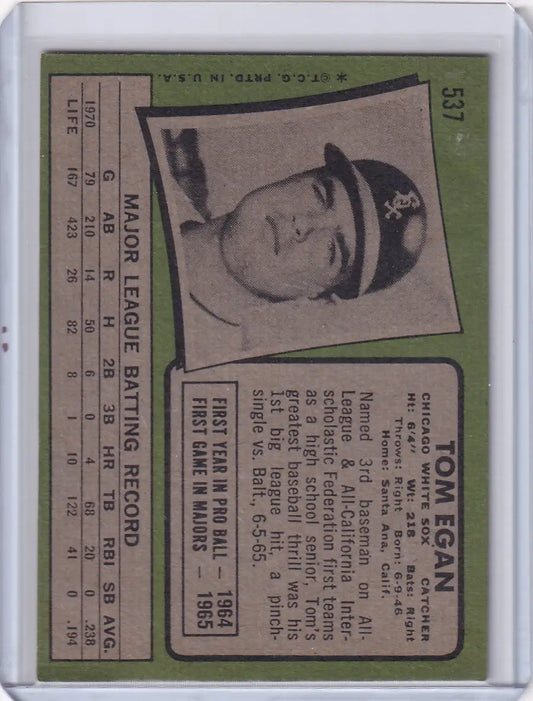 537
TOM EGAN
CHICAGO WHITE SOX CATCHER
Ht: 6'4" Wt: 218 Bats: Right
Throws: Right Born: 6-9-46
Home: Santa Ana, Calif.
Named 3rd baseman on All-
League & All-California Inter-
scholastic Federation first teams
as a high school senior, Tom's
greatest baseball thrill was his
1st big league hit, a pinch-
single vs. Balt., 6-5-65.
FIRST YEAR IN PRO BALL — 1964
FIRST GAME IN MAJORS — 1965
MAJOR LEAGUE BATTING RECORD
G AB R H 2B 3B HR TB RBI SB AVG.
1970 79 210 14 50 6 0 4 68 20 0 .238
LIFE 167 423 26 82 8 1 10 122 41 0 .194
* ©T.C.G. PRTD. IN U.S.A.